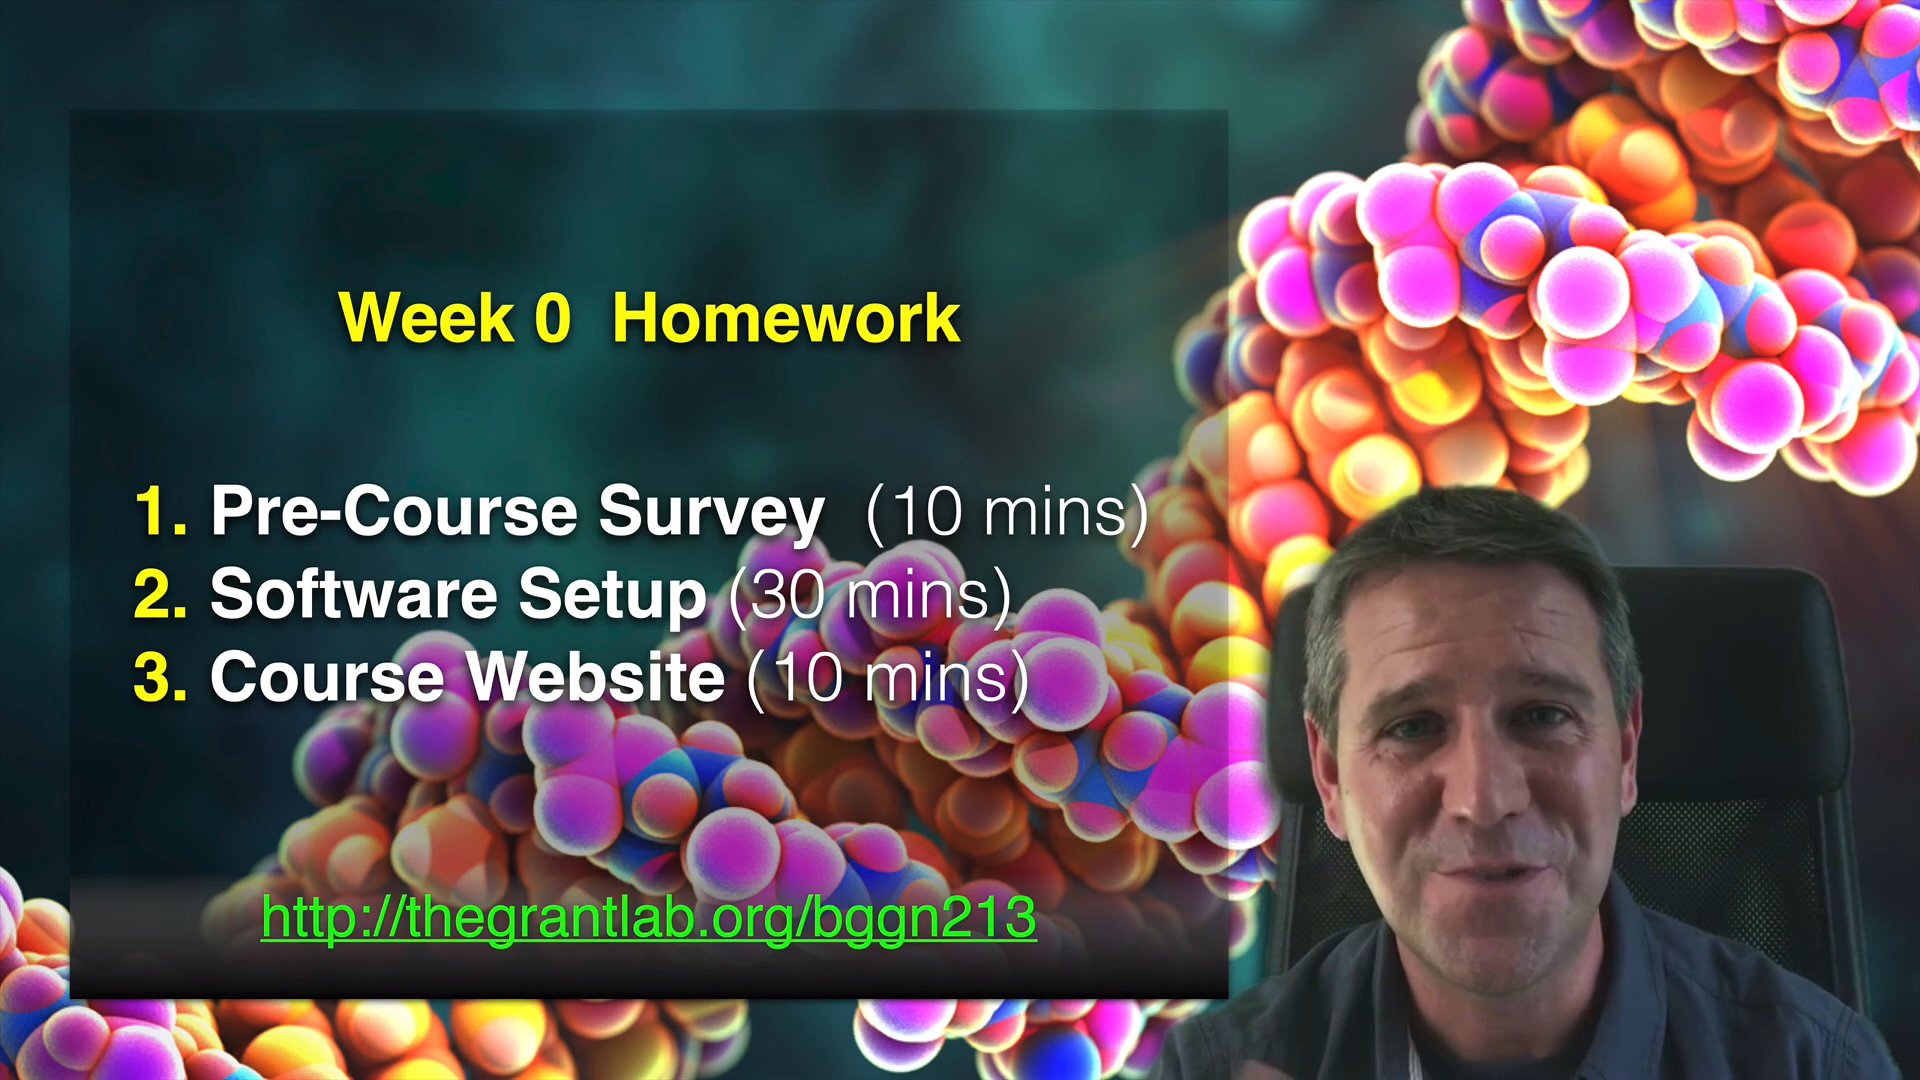 Week 0 Homework
1. Pre-Course Survey (10 mins)
2. Software Setup (30 mins)
3. Course Website (10 mins)
http://thegrantlab.org/bggn213